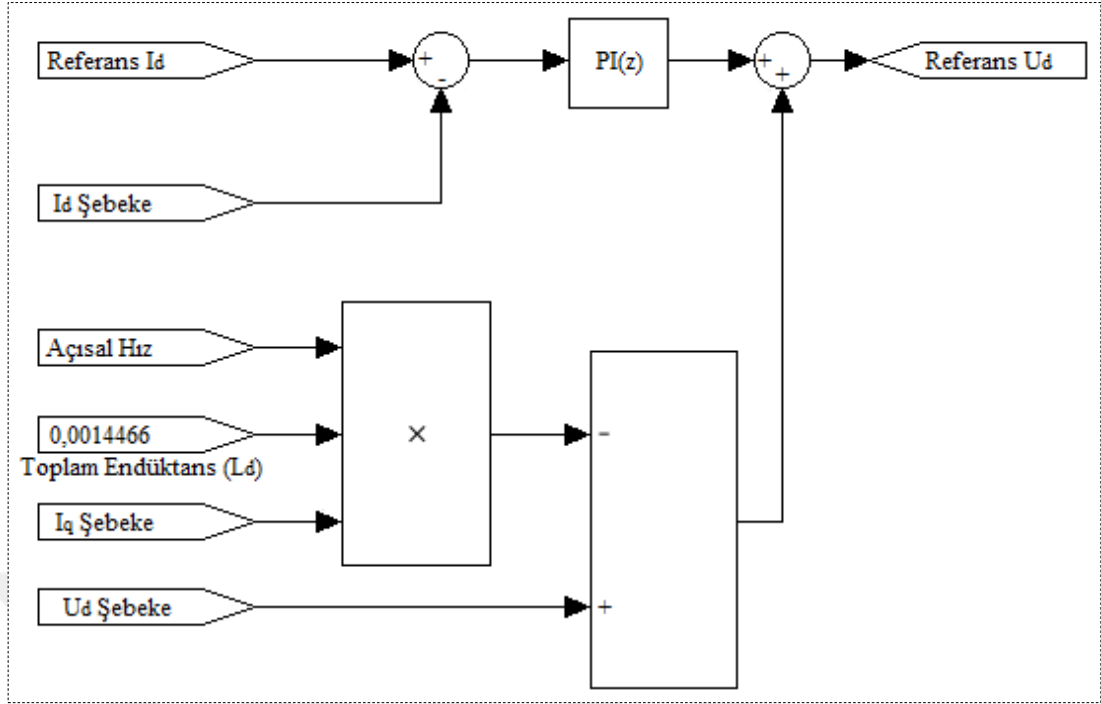 Referans Id
+
-
PI(z)
+
+
Referans Ud
Id Şebeke
Açısal Hız
0,0014466
Toplam Endüktans (Ld)
Iq Şebeke
×
-
+
Ud Şebeke